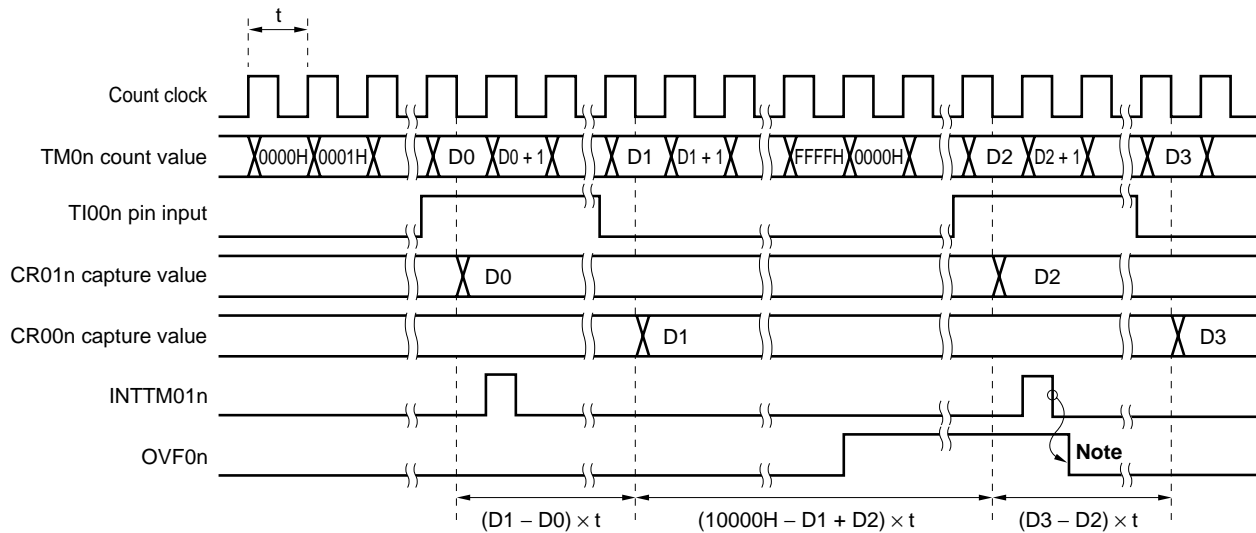 t
Count clock
TM0n count value 0000H 0001H D0 D0 + 1 D1 D1 + 1 FFFFH 0000H D2 D2 + 1 D3
TI00n pin input
CR01n capture value D0 D2
CR00n capture value D1 D3
INTTM01n
OVF0n Note
(D1 − D0) × t (10000H − D1 + D2) × t (D3 − D2) × t